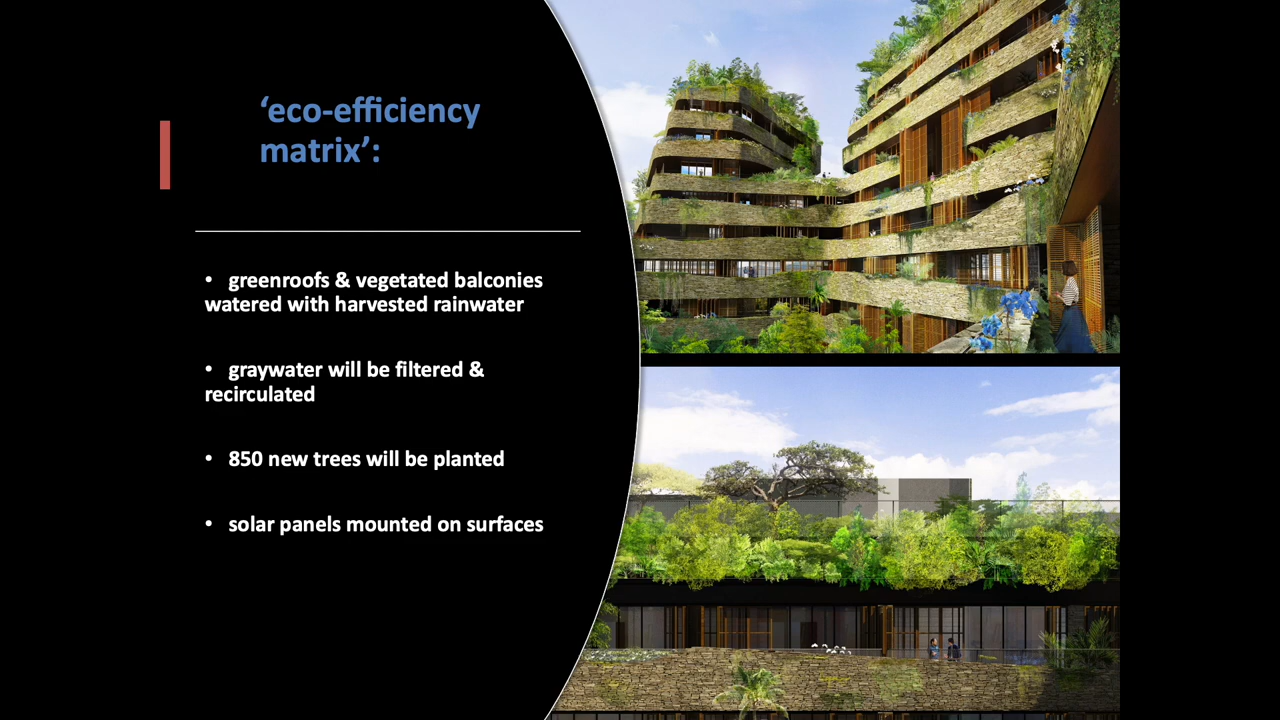 ‘eco-efficiency
matrix’:
• greenroofs & vegetated balconies
watered with harvested rainwater
• graywater will be filtered &
recirculated
• 850 new trees will be planted
• solar panels mounted on surfaces